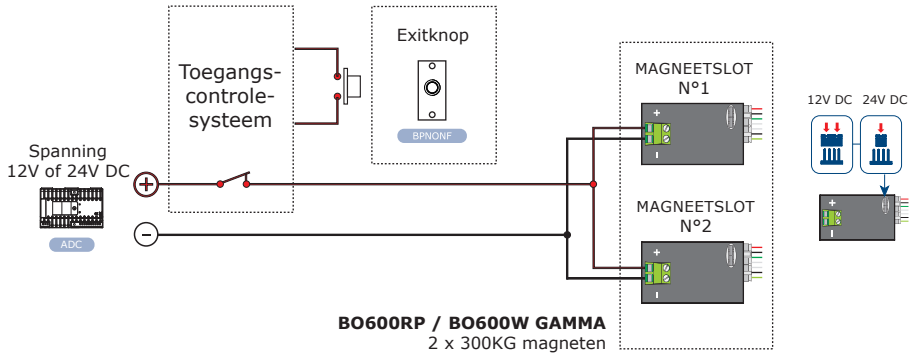 Toegangs-
controle-
systeem
Exitknop
BPNONF
MAGNEETSLOT
N°1
+
-
12V DC
24V DC
Spanning
12V of 24V DC
ADC
+
-
MAGNEETSLOT
N°2
+
-
+
-
BO600RP / BO600W GAMMA
2 x 300KG magneten